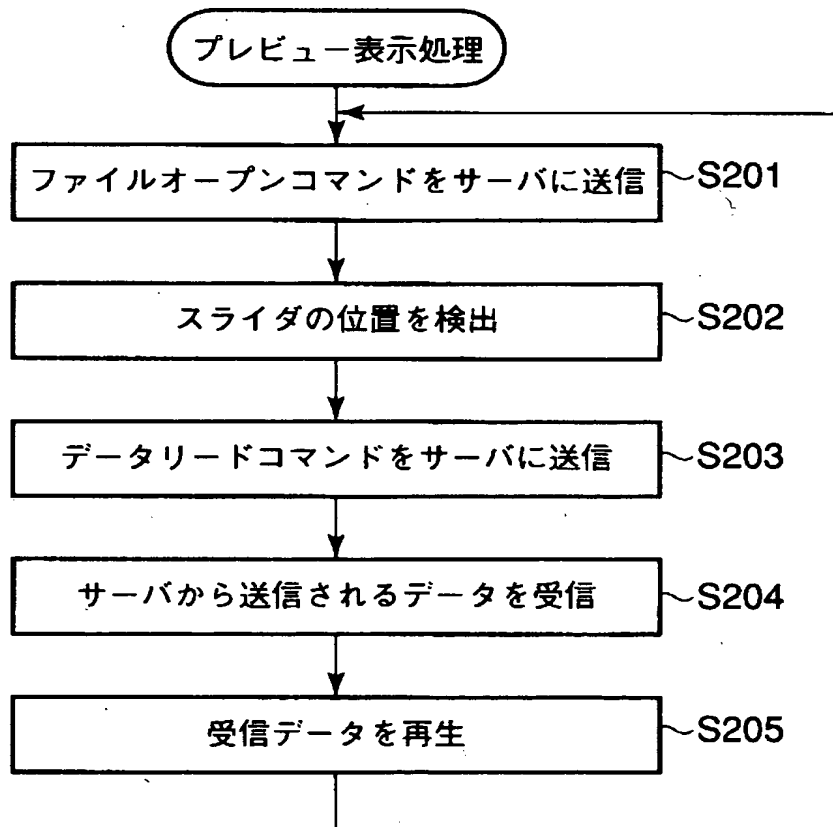 プレビュー表示処理
ファイルオープンコマンドをサーバに送信 ~S201
スライダの位置を検出 ~S202
データリードコマンドをサーバに送信 ~S203
サーバから送信されるデータを受信 ~S204
受信データを再生 ~S205